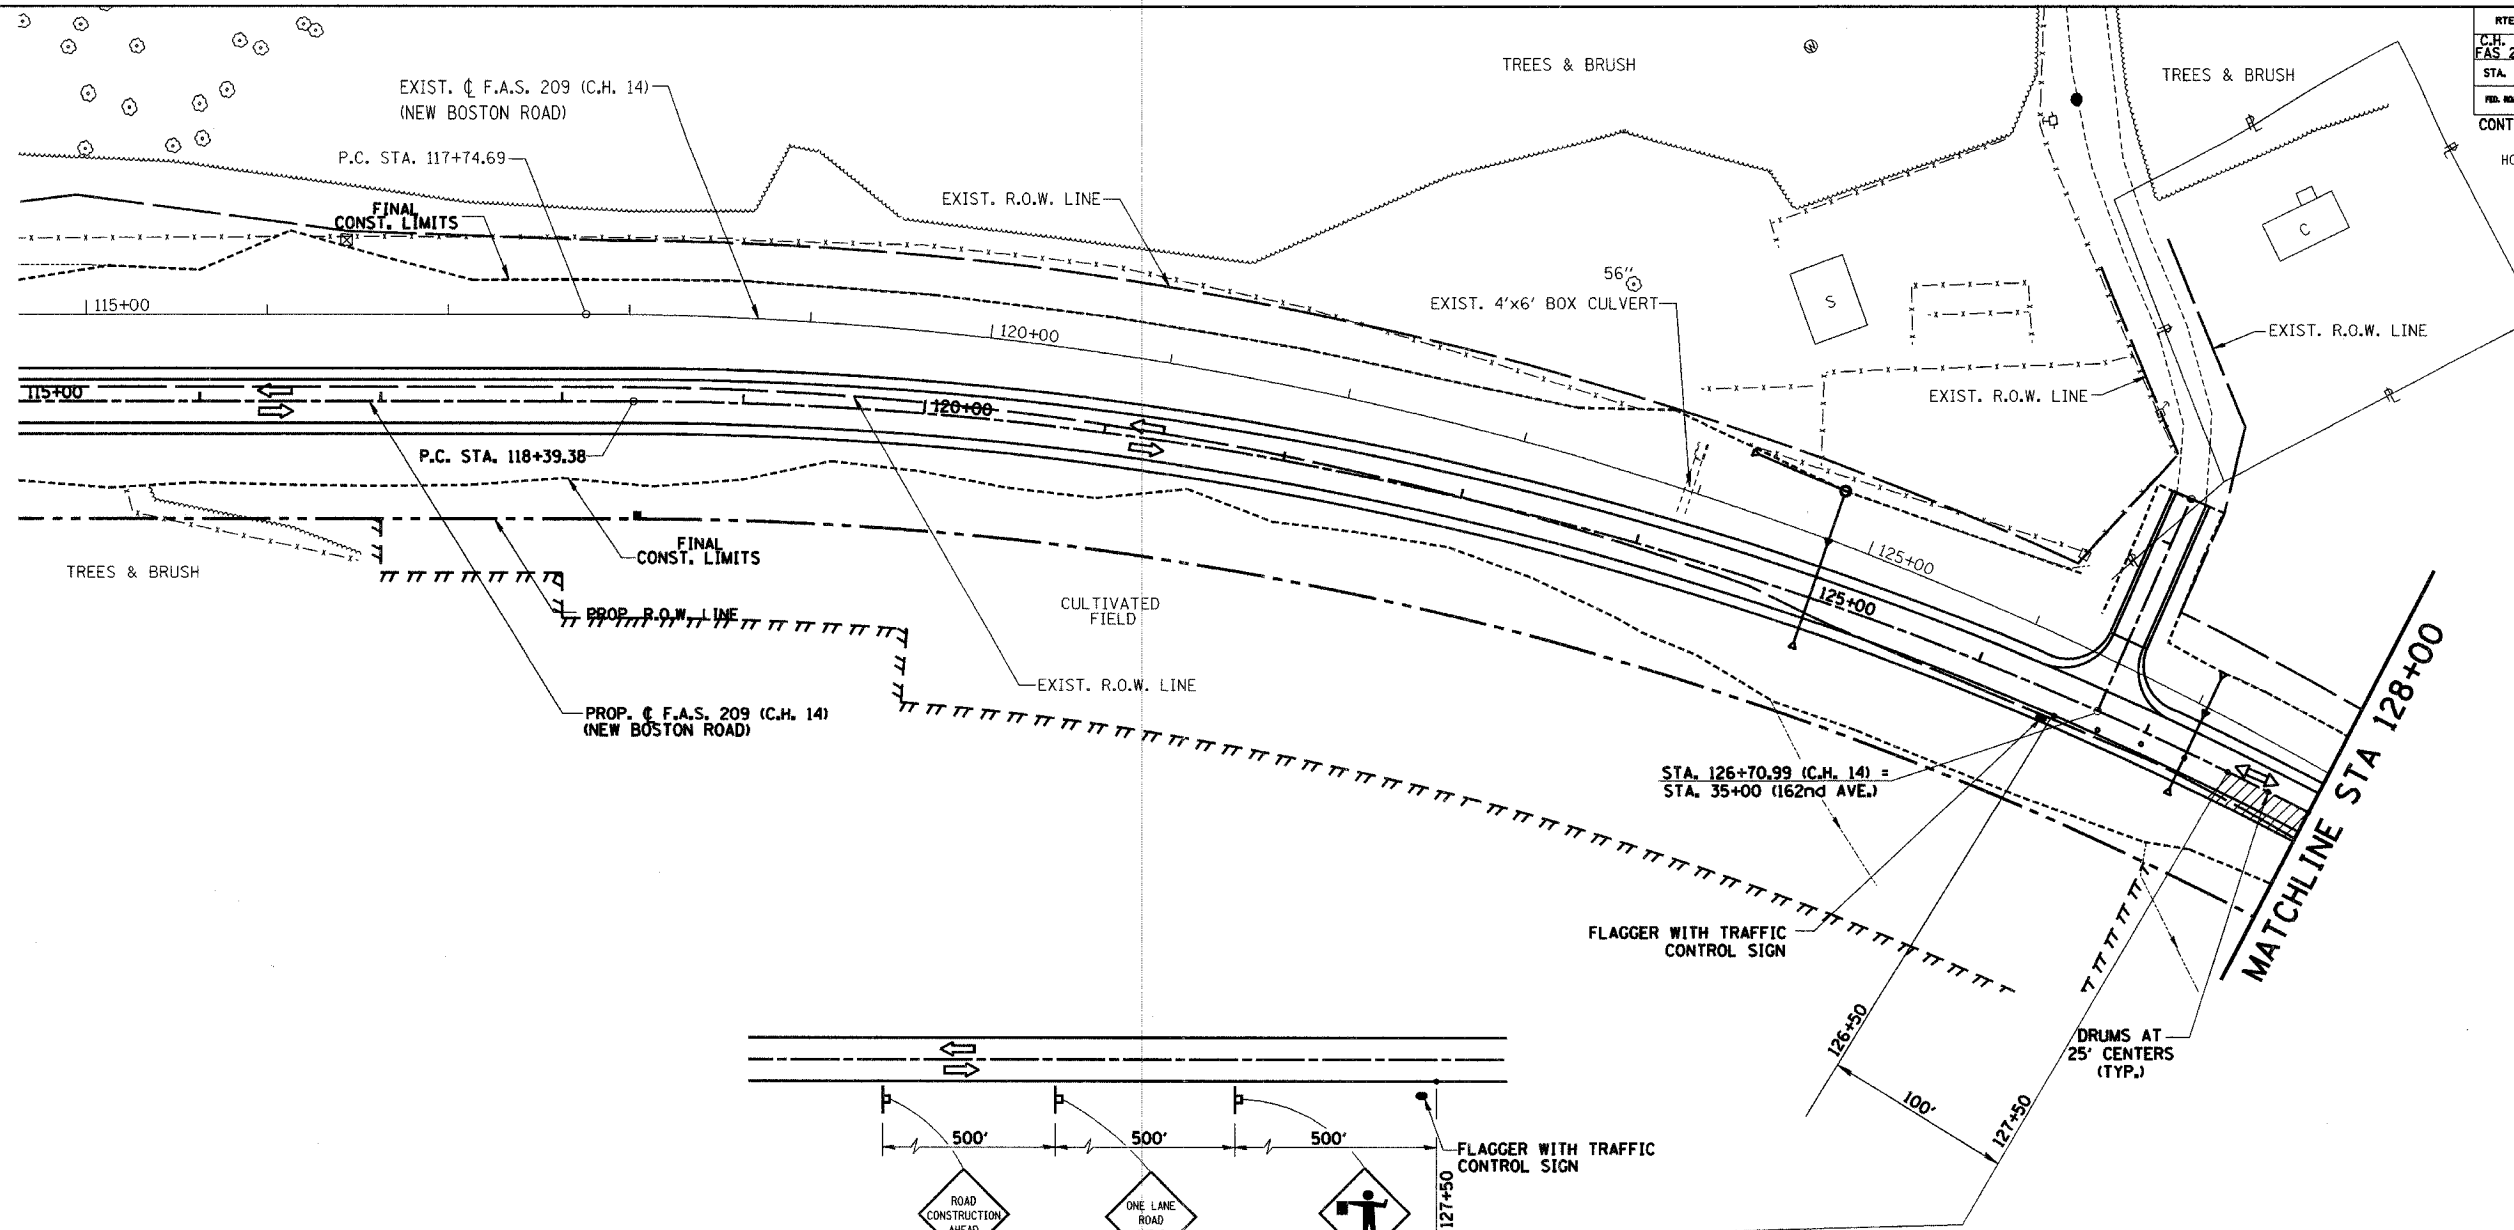 RTE
C.H.
FAS 2
STA.
CONT
HO
TREES & BRUSH
TREES & BRUSH
EXIST. ℄ F.A.S. 209 (C.H. 14)
(NEW BOSTON ROAD)
P.C. STA. 117+74.69
EXIST. R.O.W. LINE
FINAL
CONST. LIMITS
C
56"
S
EXIST. 4'x6' BOX CULVERT
115+00
120+00
EXIST. R.O.W. LINE
EXIST. R.O.W. LINE
115+00
120+00
P.C. STA. 118+39.38
FINAL
CONST. LIMITS
TREES & BRUSH
125+00
125+00
CULTIVATED
FIELD
PROP. R.O.W. LINE
EXIST. R.O.W. LINE
PROP. ℄ F.A.S. 209 (C.H. 14)
(NEW BOSTON ROAD)
STA. 126+70.99 (C.H. 14) =
STA. 35+00 (162nd AVE.)
MATCHLINE STA 128+00
FLAGGER WITH TRAFFIC
CONTROL SIGN
126+50
DRUMS AT
25' CENTERS
(TYP.)
100'
127+50
500'
500'
500'
FLAGGER WITH TRAFFIC
CONTROL SIGN
127+50
ROAD
CONSTRUCTION
AHEAD
ONE LANE
ROAD